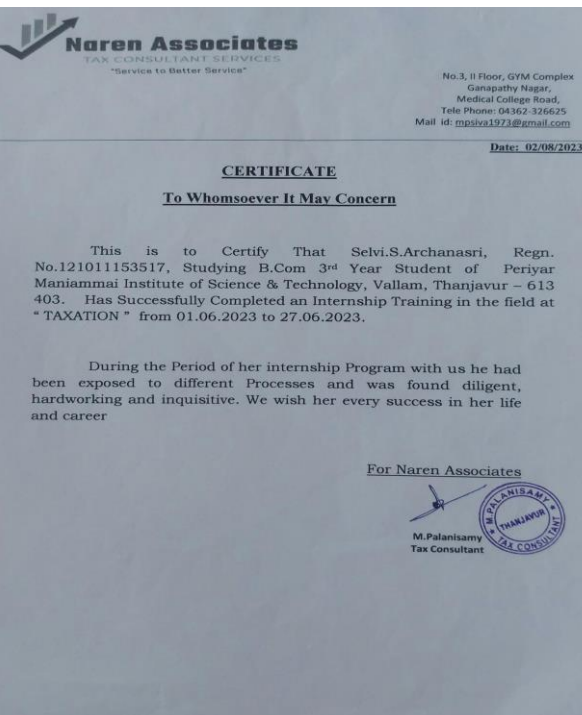 Naren Associates
TAX CONSULTANT SERVICES
"Service to Better Service"
No.3, II Floor, GYM Complex
Ganapathy Nagar,
Medical College Road,
Tele Phone: 04362-326625
Mail id: mpsiva1973@gmail.com
Date: 02/08/2023
CERTIFICATE
To Whomsoever It May Concern
This is to Certify That Selvi.S.Archanasri, Regn.
No.121011153517, Studying B.Com 3rd Year Student of Periyar
Maniammai Institute of Science & Technology, Vallam, Thanjavur – 613
403. Has Successfully Completed an Internship Training in the field at
“ TAXATION ” from 01.06.2023 to 27.06.2023.
During the Period of her internship Program with us he had
been exposed to different Processes and was found diligent,
hardworking and inquisitive. We wish her every success in her life
and career
For Naren Associates
M.Palanisamy
Tax Consultant
M.PALANISAMY
THANJAVUR
TAX CONSULTANT